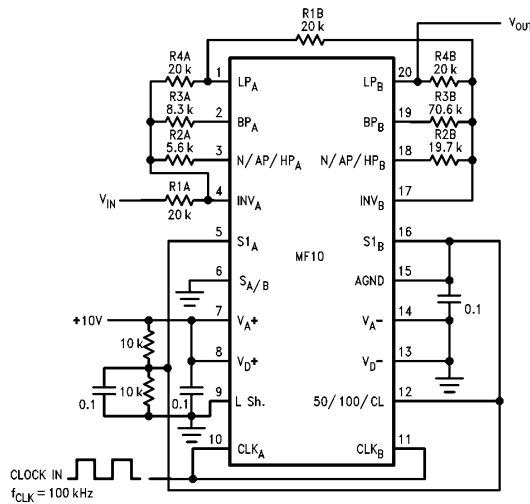 R1B
20 k
V_OUT
R4A
20 k
1
LP_A
20
LP_B
R4B
20 k
R3A
8.3 k
2
BP_A
19
BP_B
R3B
70.6 k
R2A
5.6 k
3
N/AP/HP_A
18
N/AP/HP_B
R2B
19.7 k
V_IN
R1A
20 k
4
INV_A
17
INV_B
5
S1_A
16
S1_B
MF10
6
S_A/B
15
AGND
0.1
+10V
7
V_A+
14
V_A-
10 k
8
V_D+
13
V_D-
10 k
0.1
0.1
9
L Sh.
12
50/100/CL
10
CLK_A
11
CLK_B
CLOCK IN
f_CLK = 100 kHz